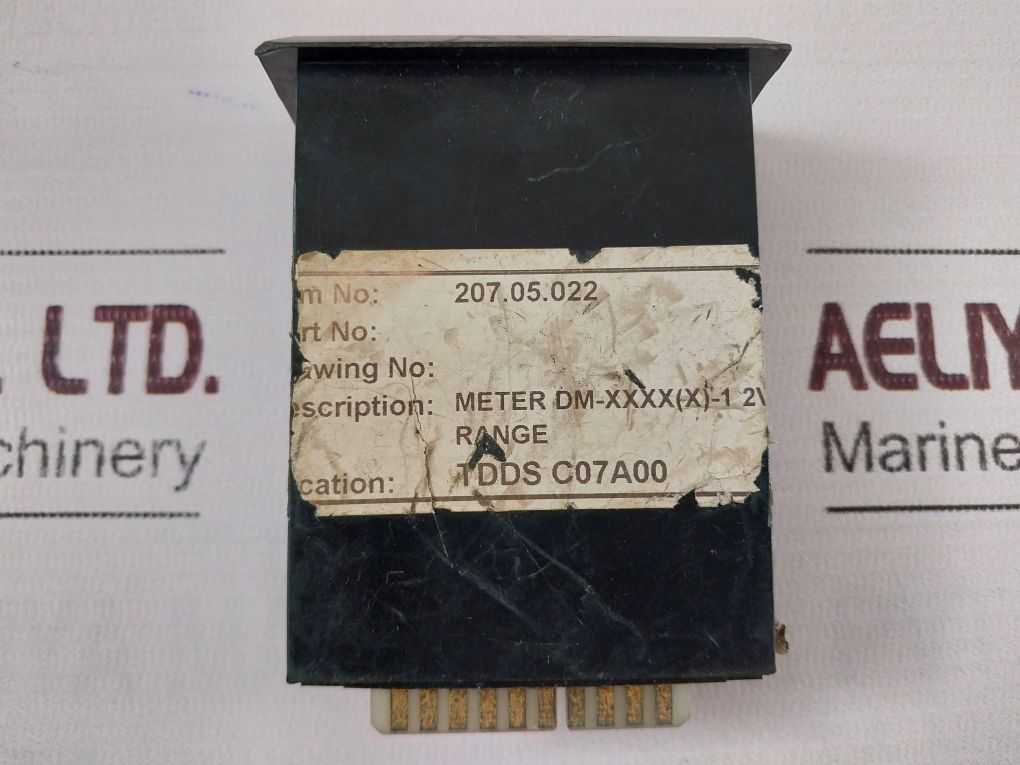 m No: 207.05.022
rt No:
awing No:
escription: METER DM-XXXX(X)-1 2V
RANGE
cation: TDDS C07A00
LTD.
chinery
AELIY
Marine